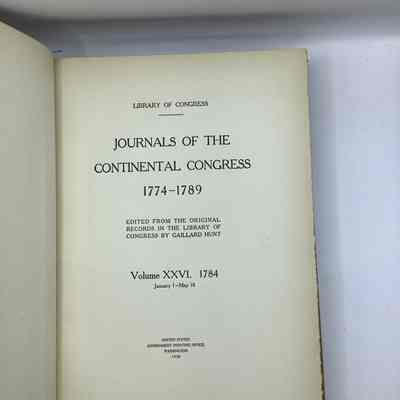 LIBRARY OF CONGRESS
JOURNALS OF THE
CONTINENTAL CONGRESS
1774-1789
EDITED FROM THE ORIGINAL
RECORDS IN THE LIBRARY OF
CONGRESS BY GAILLARD HUNT
Volume XXVI. 1784
January 1-May 10
UNITED STATES
GOVERNMENT PRINTING OFFICE
WASHINGTON